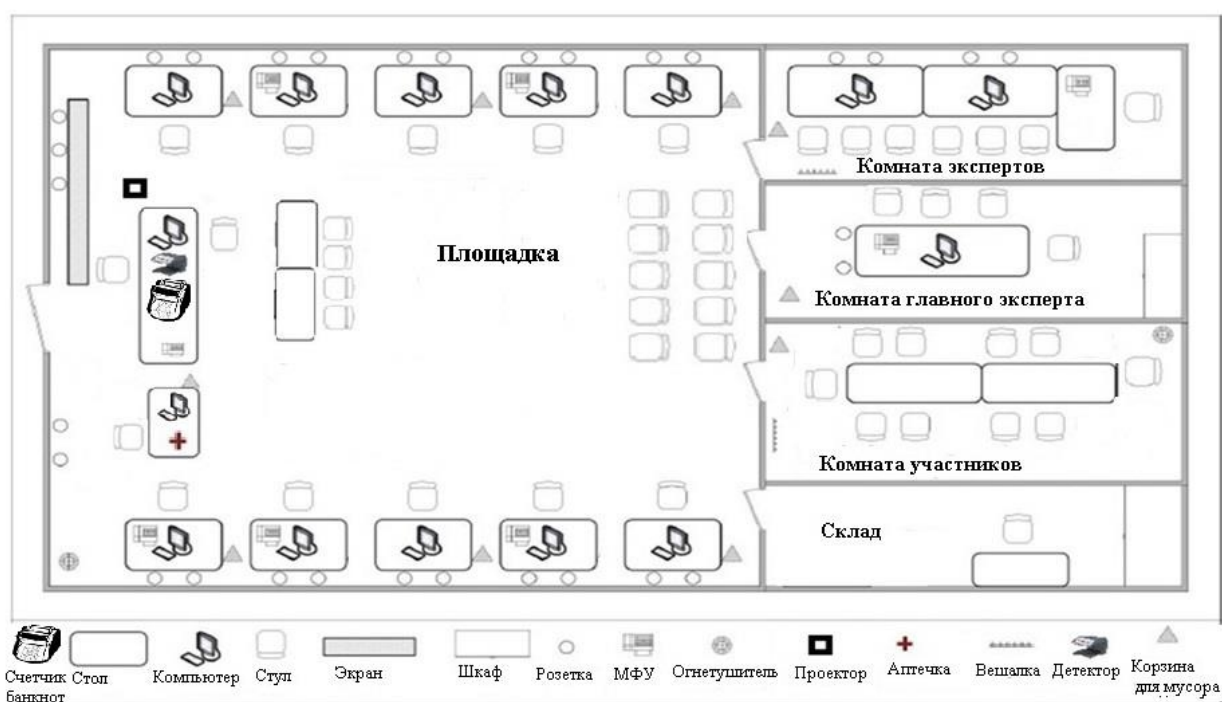 Комната экспертов
Площадка
Комната главного эксперта
Комната участников
Склад
Счетчик банкнот
Стол
Компьютер
Стул
Экран
Шкаф
Розетка
МФУ
Огнетушитель
Проектор
Аптечка
Вешалка
Детектор
Корзина
для мусора